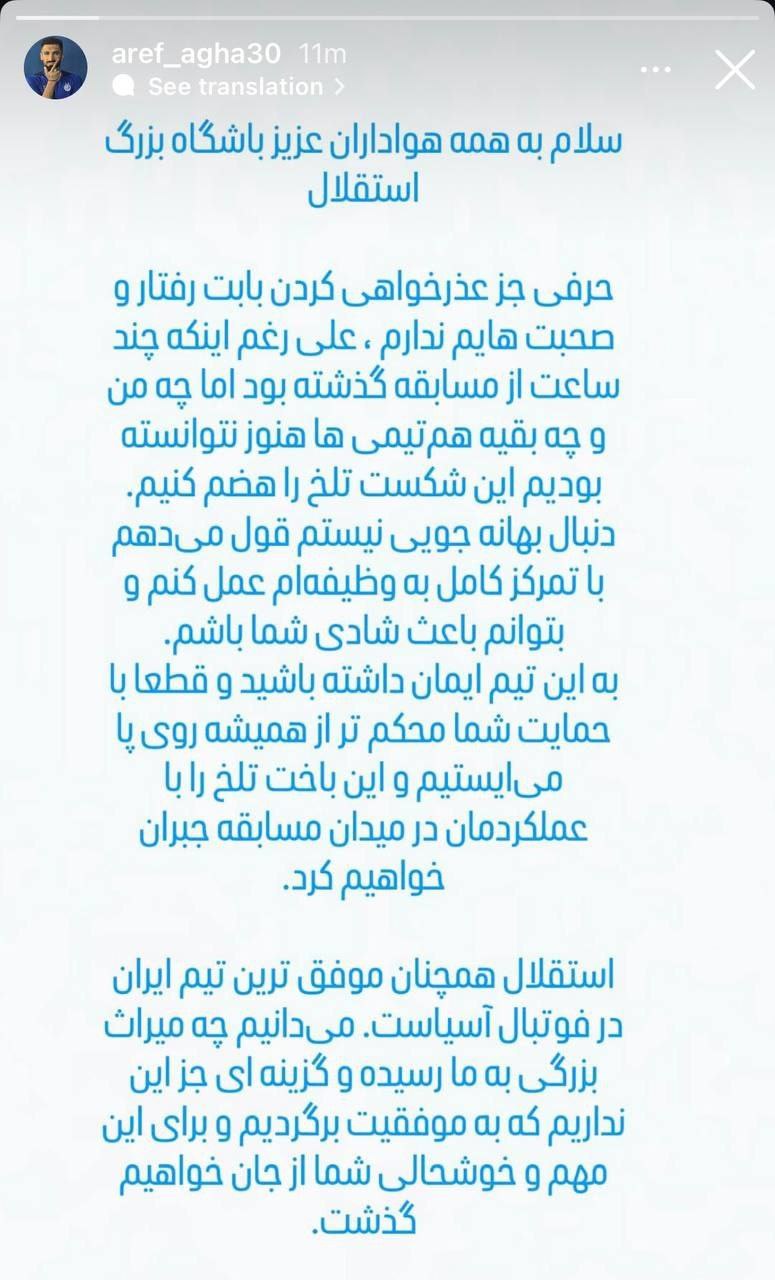 aref_agha30 11m
See translation >
سلام به همه هواداران عزیز باشگاه بزرگ
استقلال
حرفی جز عذرخواهی کردن بابت رفتار و
صحبت هایم ندارم ، علی رغم اینکه چند
ساعت از مسابقه گذشته بود اما چه من
و چه بقیه هم‌تیمی ها هنوز نتوانسته
بودیم این شکست تلخ را هضم کنیم.
دنبال بهانه جویی نیستم قول می‌دهم
با تمرکز کامل به وظیفه‌ام عمل کنم و
بتوانم باعث شادی شما باشم.
به این تیم ایمان داشته باشید و قطعا با
حمایت شما محکم تر از همیشه روی پا
می‌ایستیم و این باخت تلخ را با
عملکردمان در میدان مسابقه جبران
خواهیم کرد.
استقلال همچنان موفق ترین تیم ایران
در فوتبال آسیاست. می‌دانیم چه میراث
بزرگی به ما رسیده و گزینه ای جز این
نداریم که به موفقیت برگردیم و برای این
مهم و خوشحالی شما از جان خواهیم
گذشت.